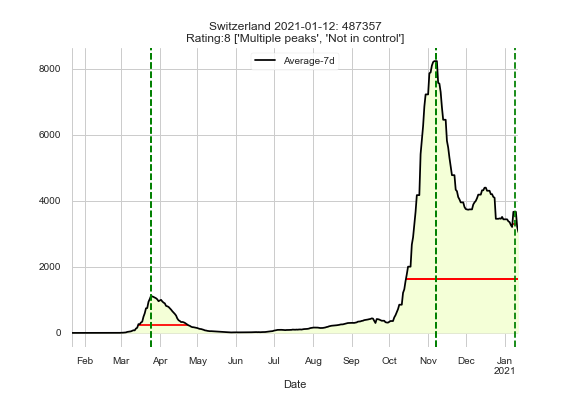 Switzerland 2021-01-12: 487357
Rating:8 ['Multiple peaks', 'Not in control']
Average-7d
8000
6000
4000
2000
0
Feb Mar Apr May Jun Jul Aug Sep Oct Nov Dec Jan
2021
Date